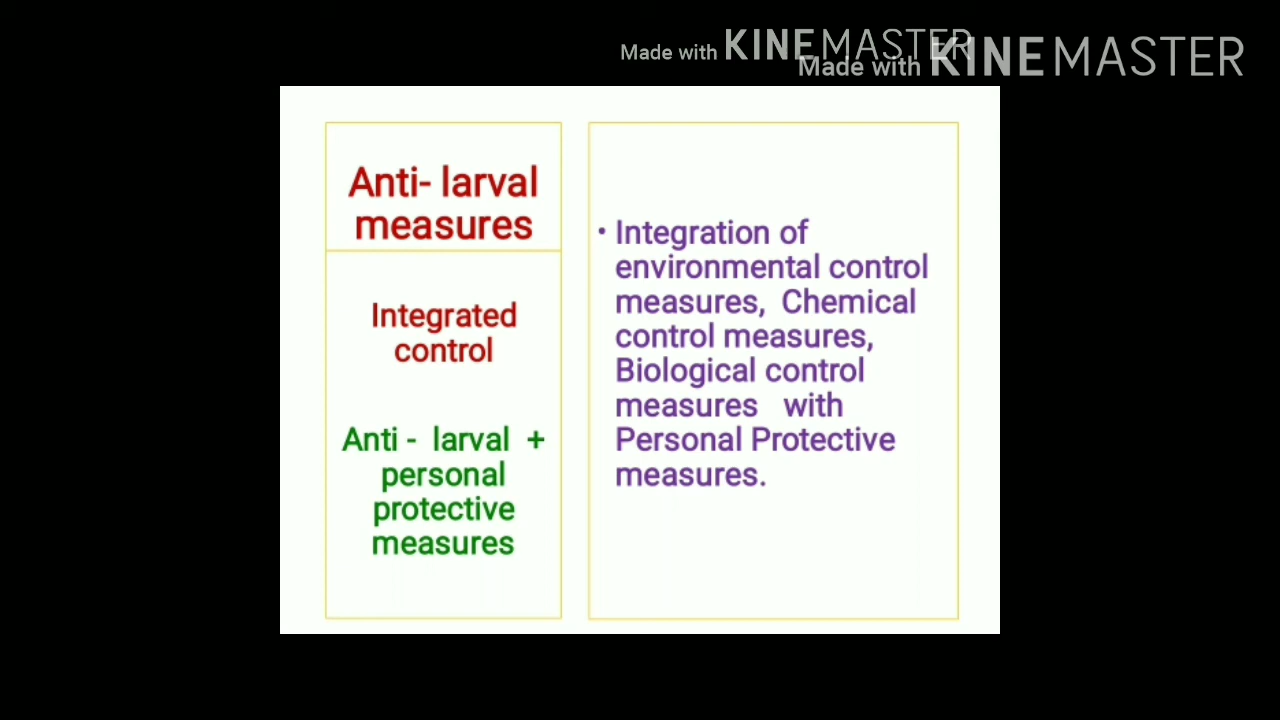 Made with KINEMASTER
Made with KINEMASTER
Anti- larval
measures
Integrated
control
Anti - larval +
personal
protective
measures
• Integration of
environmental control
measures, Chemical
control measures,
Biological control
measures with
Personal Protective
measures.